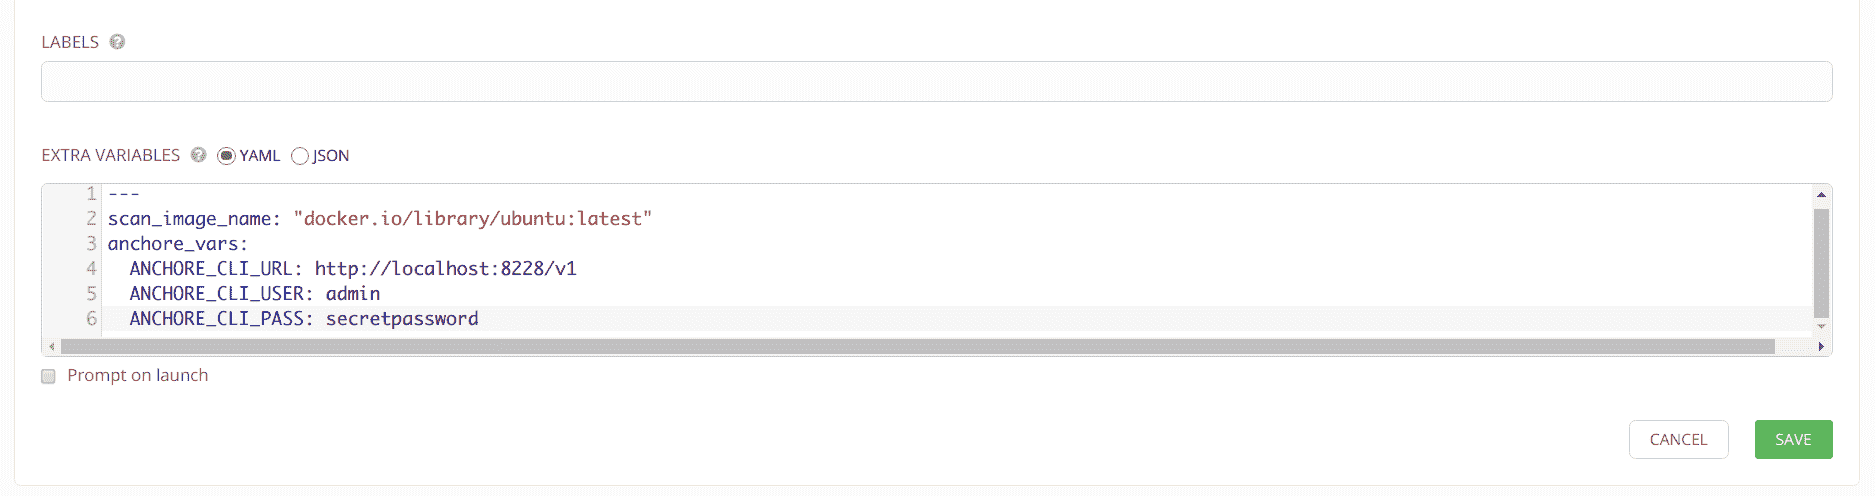 LABELS ?
EXTRA VARIABLES ? YAML JSON
1 ---
2 scan_image_name: "docker.io/library/ubuntu:latest"
3 anchore_vars:
4   ANCHORE_CLI_URL: http://localhost:8228/v1
5   ANCHORE_CLI_USER: admin
6   ANCHORE_CLI_PASS: secretpassword
Prompt on launch
CANCEL SAVE